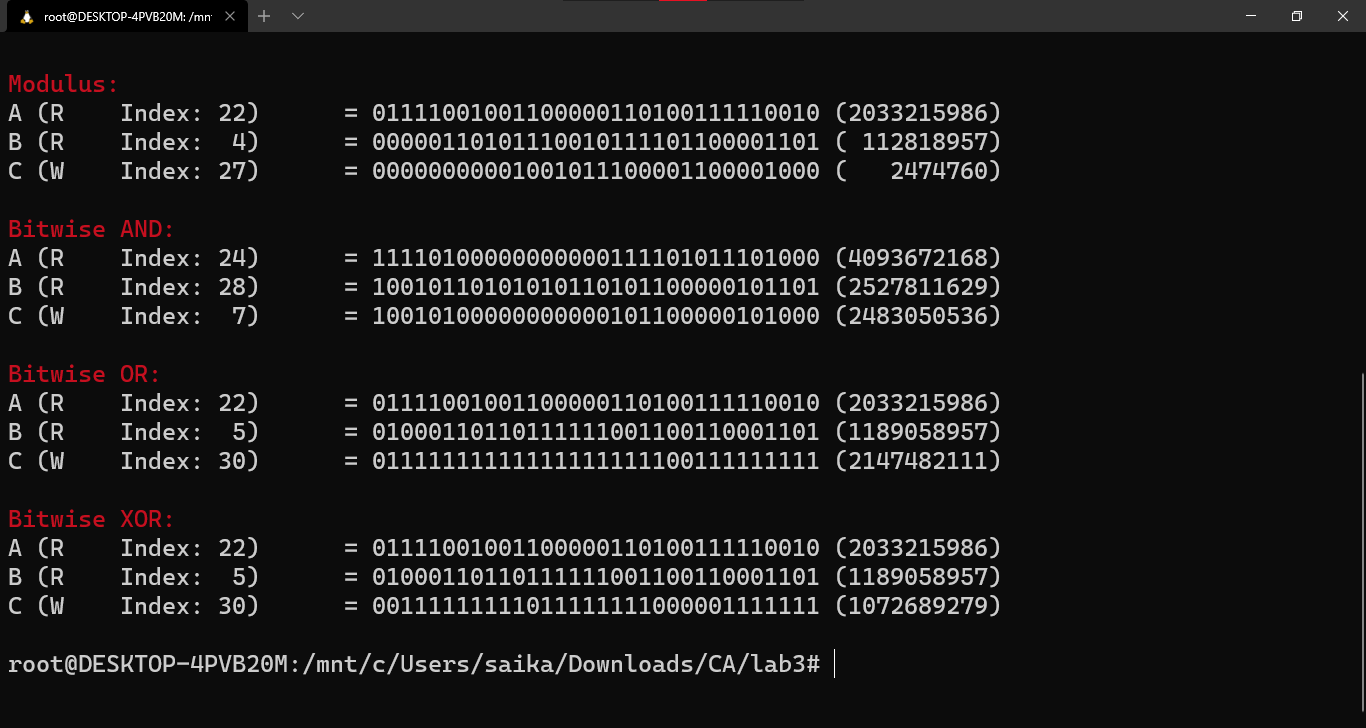 root@DESKTOP-4PVB20M: /mnt
Modulus:
A (R    Index: 22)      = 01111001001100000110100111110010 (2033215986)
B (R    Index:  4)      = 00000110101110010111101100001101 ( 112818957)
C (W    Index: 27)      = 00000000001001011100001100001000 (   2474760)
Bitwise AND:
A (R    Index: 24)      = 11110100000000000111101011101000 (4093672168)
B (R    Index: 28)      = 10010110101010110101100000101101 (2527811629)
C (W    Index:  7)      = 10010100000000000101100000101000 (2483050536)
Bitwise OR:
A (R    Index: 22)      = 01111001001100000110100111110010 (2033215986)
B (R    Index:  5)      = 01000110110111111001100110001101 (1189058957)
C (W    Index: 30)      = 01111111111111111111100111111111 (2147482111)
Bitwise XOR:
A (R    Index: 22)      = 01111001001100000110100111110010 (2033215986)
B (R    Index:  5)      = 01000110110111111001100110001101 (1189058957)
C (W    Index: 30)      = 00111111111011111111000001111111 (1072689279)
root@DESKTOP-4PVB20M:/mnt/c/Users/saika/Downloads/CA/lab3#